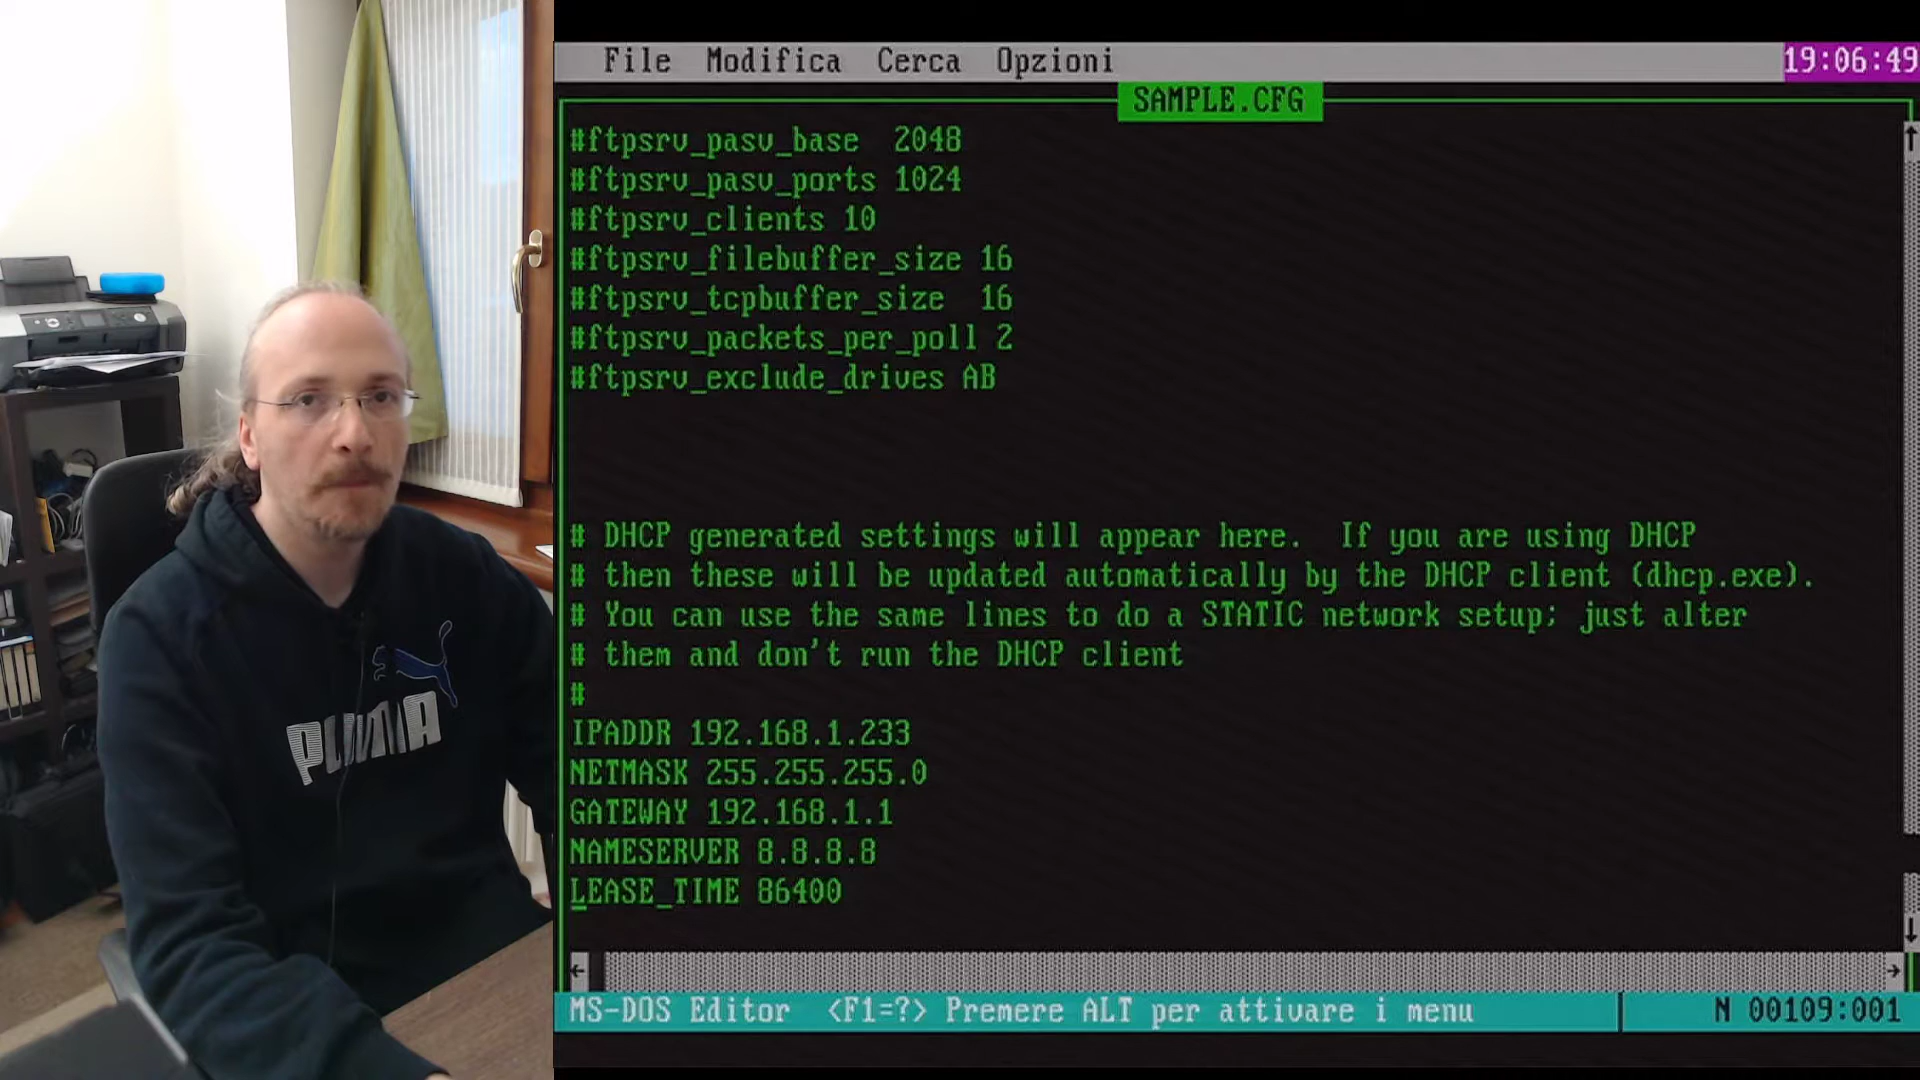 File Modifica Cerca Opzioni 19:06:49
SAMPLE.CFG
#ftpsrv_pasv_base  2048
#ftpsrv_pasv_ports 1024
#ftpsrv_clients 10
#ftpsrv_filebuffer_size 16
#ftpsrv_tcpbuffer_size  16
#ftpsrv_packets_per_poll 2
#ftpsrv_exclude_drives AB
# DHCP generated settings will appear here.  If you are using DHCP
# then these will be updated automatically by the DHCP client (dhcp.exe).
# You can use the same lines to do a STATIC network setup; just alter
# them and don't run the DHCP client
#
IPADDR 192.168.1.233
NETMASK 255.255.255.0
GATEWAY 192.168.1.1
NAMESERVER 8.8.8.8
LEASE_TIME 86400
MS-DOS Editor <F1=?> Premere ALT per attivare i menu N 00109:001
PUMA